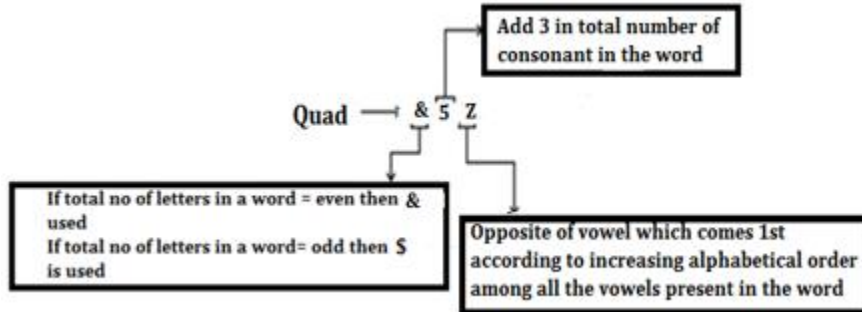 Add 3 in total number of
consonant in the word
Quad & 5 Z
If total no of letters in a word = even then &
used
If total no of letters in a word= odd then $
is used
Opposite of vowel which comes 1st
according to increasing alphabetical order
among all the vowels present in the word